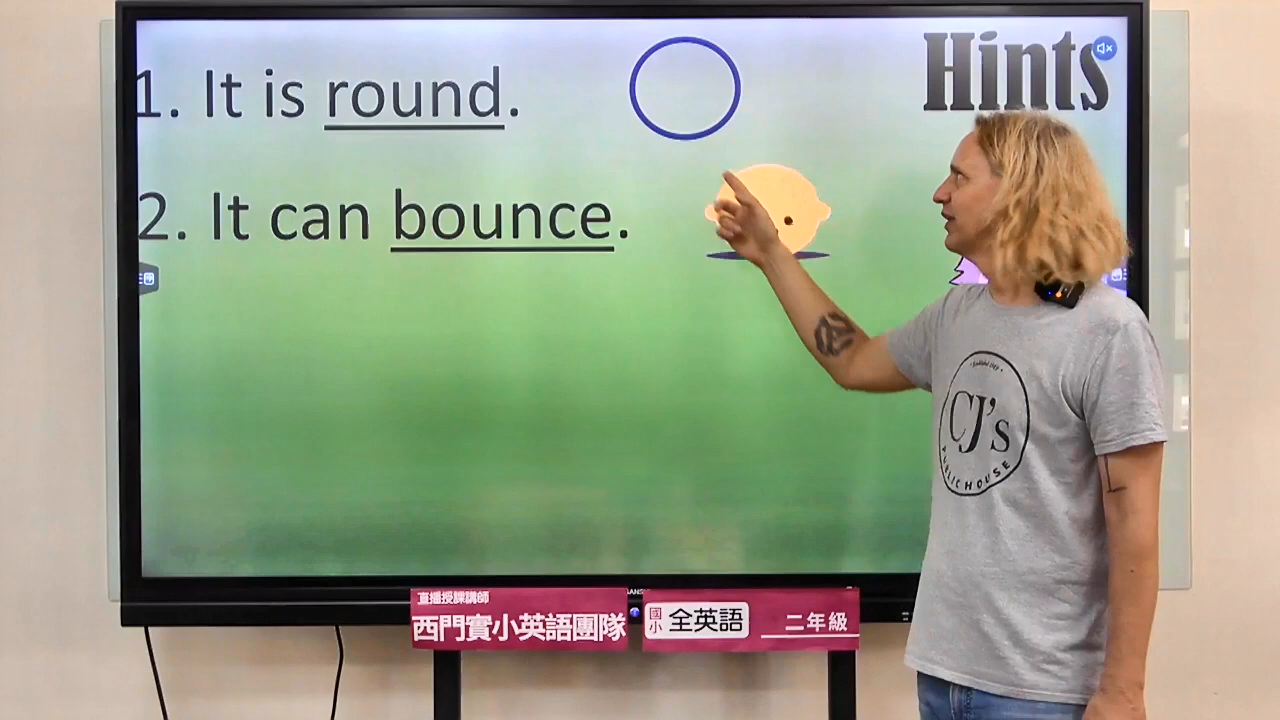 Hints
1. It is round.
2. It can bounce.
CJ's
PUBLIC HOUSE
直播授課講師
西門實小英語團隊
國小
全英語
二年級